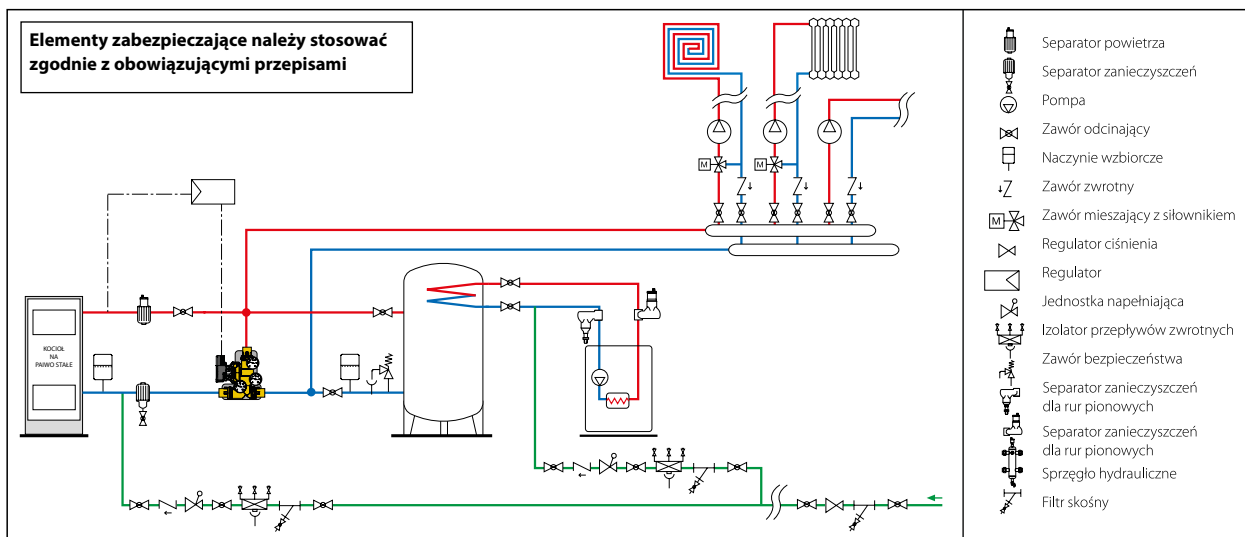 Elementy zabezpieczające należy stosować
zgodnie z obowiązującymi przepisami
M
M
KOCIOŁ
NA
PAIWO STAŁE
Separator powietrza
Separator zanieczyszczeń
Pompa
Zawór odcinający
Naczynie wzbiorcze
Zawór zwrotny
M
Zawór mieszający z siłownikiem
Regulator ciśnienia
Regulator
Jednostka napełniająca
Izolator przepływów zwrotnych
Zawór bezpieczeństwa
Separator zanieczyszczeń
dla rur pionowych
Separator zanieczyszczeń
dla rur pionowych
Sprzęgło hydrauliczne
Filtr skośny